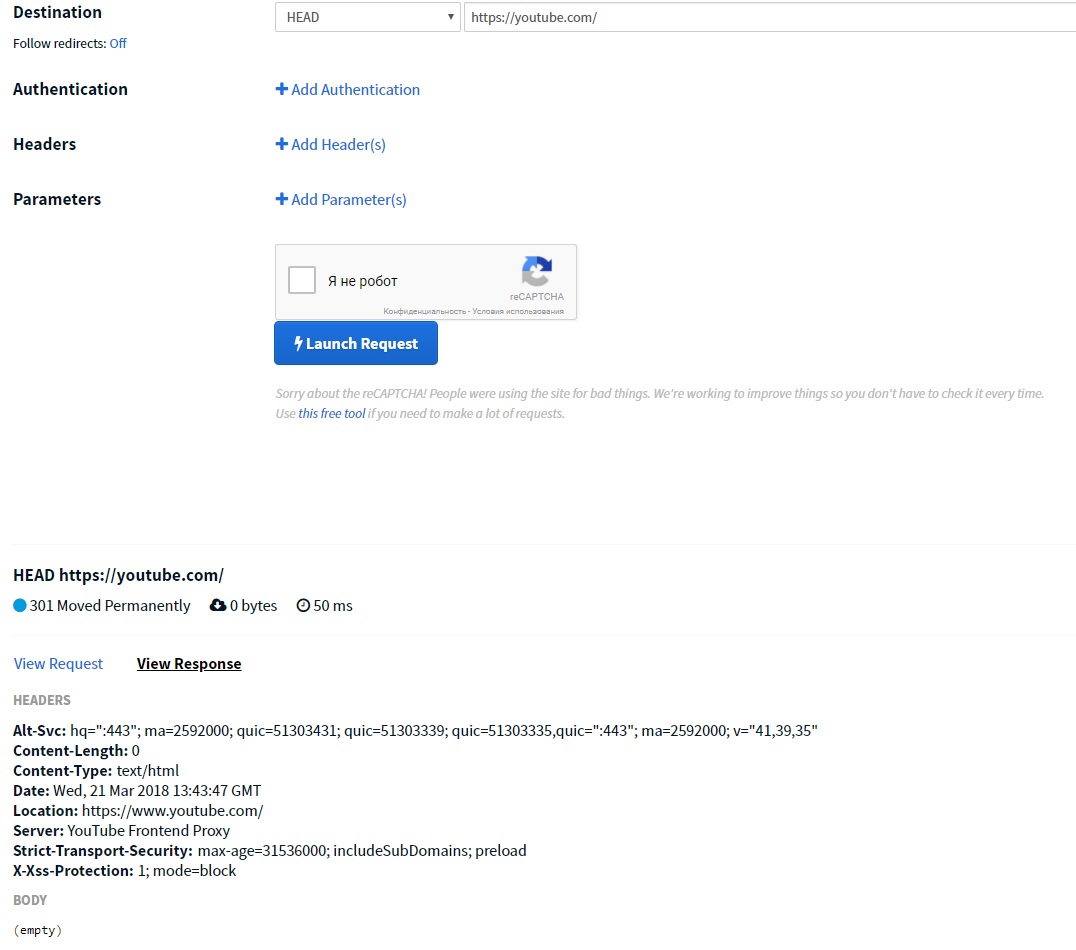 Destination
HEAD
https://youtube.com/
Follow redirects: Off
Authentication
Add Authentication
Headers
Add Header(s)
Parameters
Add Parameter(s)
Я не робот
reCAPTCHA
Конфиденциальность - Условия использования
Launch Request
Sorry about the reCAPTCHA! People were using the site for bad things. We're working to improve things so you don't have to check it every time.
Use this free tool if you need to make a lot of requests.
HEAD https://youtube.com/
301 Moved Permanently 0 bytes 50 ms
View Request View Response
HEADERS
Alt-Svc: hq=":443"; ma=2592000; quic=51303431; quic=51303339; quic=51303335,quic=":443"; ma=2592000; v="41,39,35"
Content-Length: 0
Content-Type: text/html
Date: Wed, 21 Mar 2018 13:43:47 GMT
Location: https://www.youtube.com/
Server: YouTube Frontend Proxy
Strict-Transport-Security: max-age=31536000; includeSubDomains; preload
X-Xss-Protection: 1; mode=block
BODY
(empty)